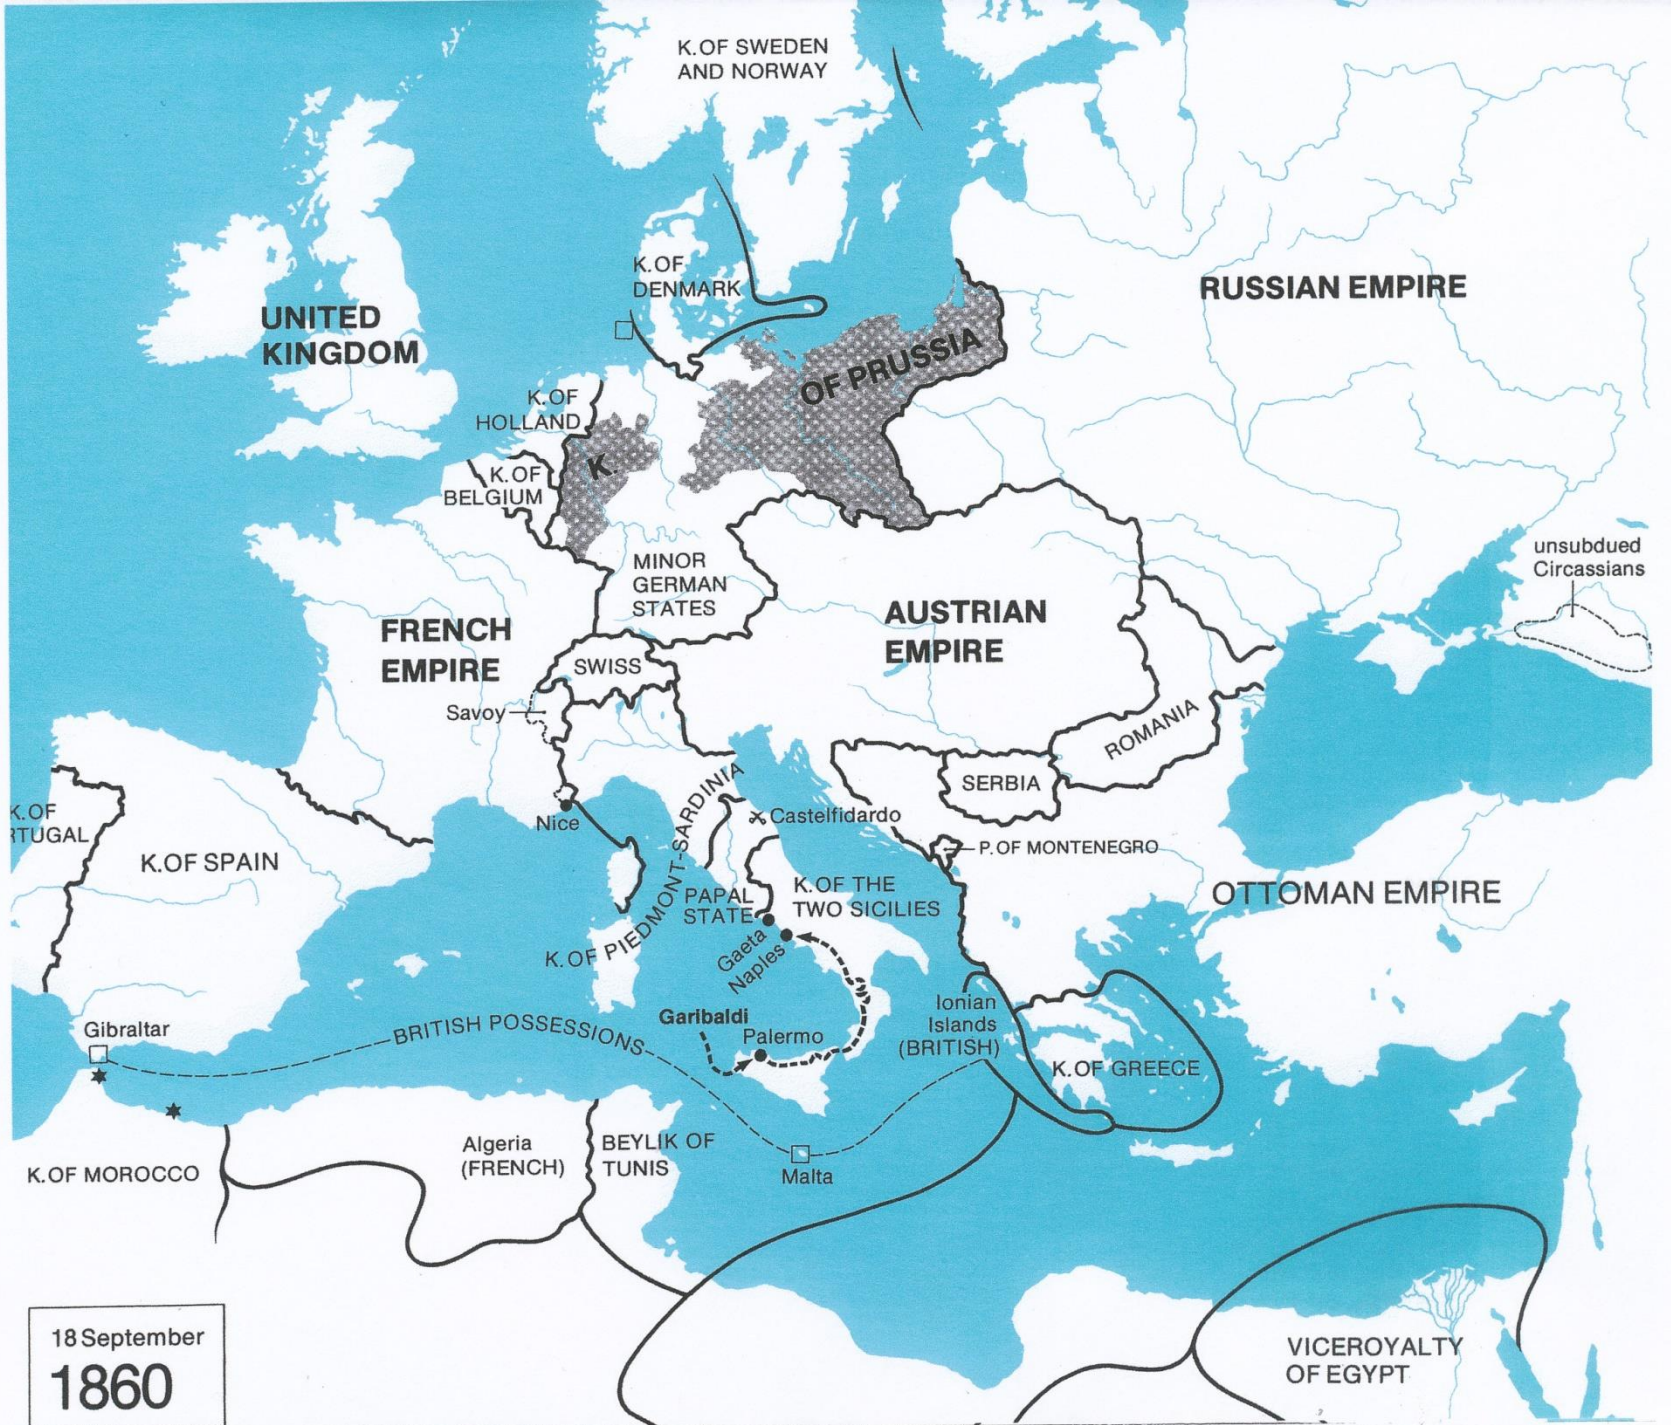 K. OF SWEDEN
AND NORWAY
K. OF
DENMARK
RUSSIAN EMPIRE
UNITED
KINGDOM
OF PRUSSIA
K. OF
HOLLAND
K.
K. OF
BELGIUM
unsubdued
Circassians
MINOR
GERMAN
STATES
AUSTRIAN
EMPIRE
FRENCH
EMPIRE
SWISS
Savoy
ROMANIA
SERBIA
K. OF PIEDMONT-SARDINIA
Castelfidardo
Nice
K. OF
RTUGAL
K. OF SPAIN
P. OF MONTENEGRO
PAPAL
STATE
K. OF THE
TWO SICILIES
OTTOMAN EMPIRE
Gaeta
Naples
Ionian
Islands
(BRITISH)
Garibaldi
Palermo
Gibraltar
BRITISH POSSESSIONS
K. OF GREECE
Algeria
(FRENCH)
BEYLIK OF
TUNIS
K. OF MOROCCO
Malta
VICEROYALTY
OF EGYPT
18 September
1860